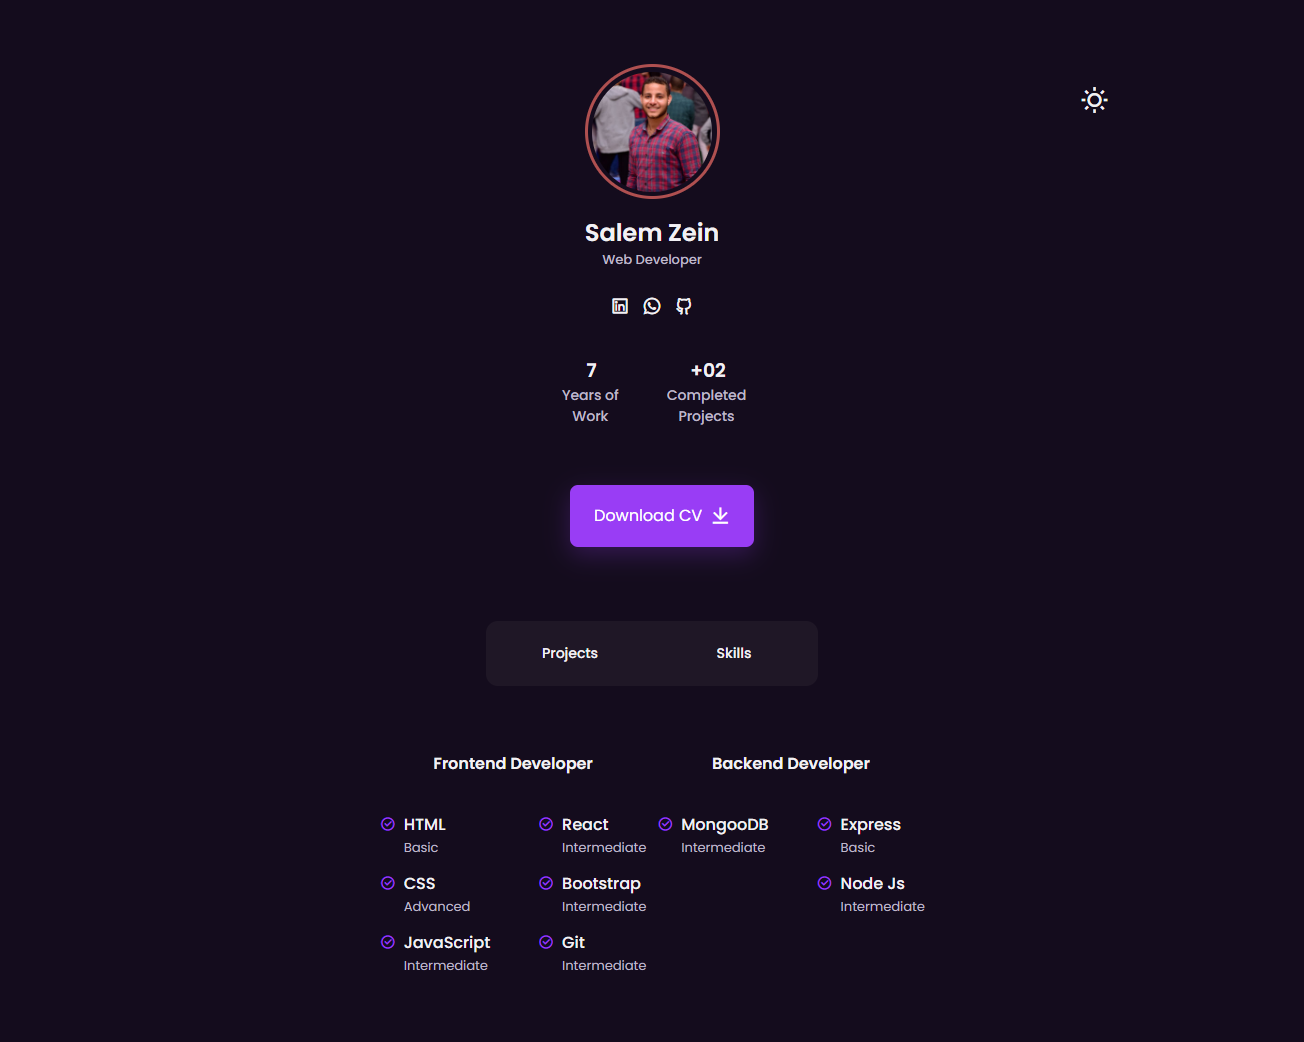 Salem Zein
Web Developer
7
Years of
Work
+02
Completed
Projects
Download CV
Projects
Skills
Frontend Developer
HTML
Basic
CSS
Advanced
JavaScript
Intermediate
React
Intermediate
Bootstrap
Intermediate
Git
Intermediate
Backend Developer
MongooDB
Intermediate
Express
Basic
Node Js
Intermediate